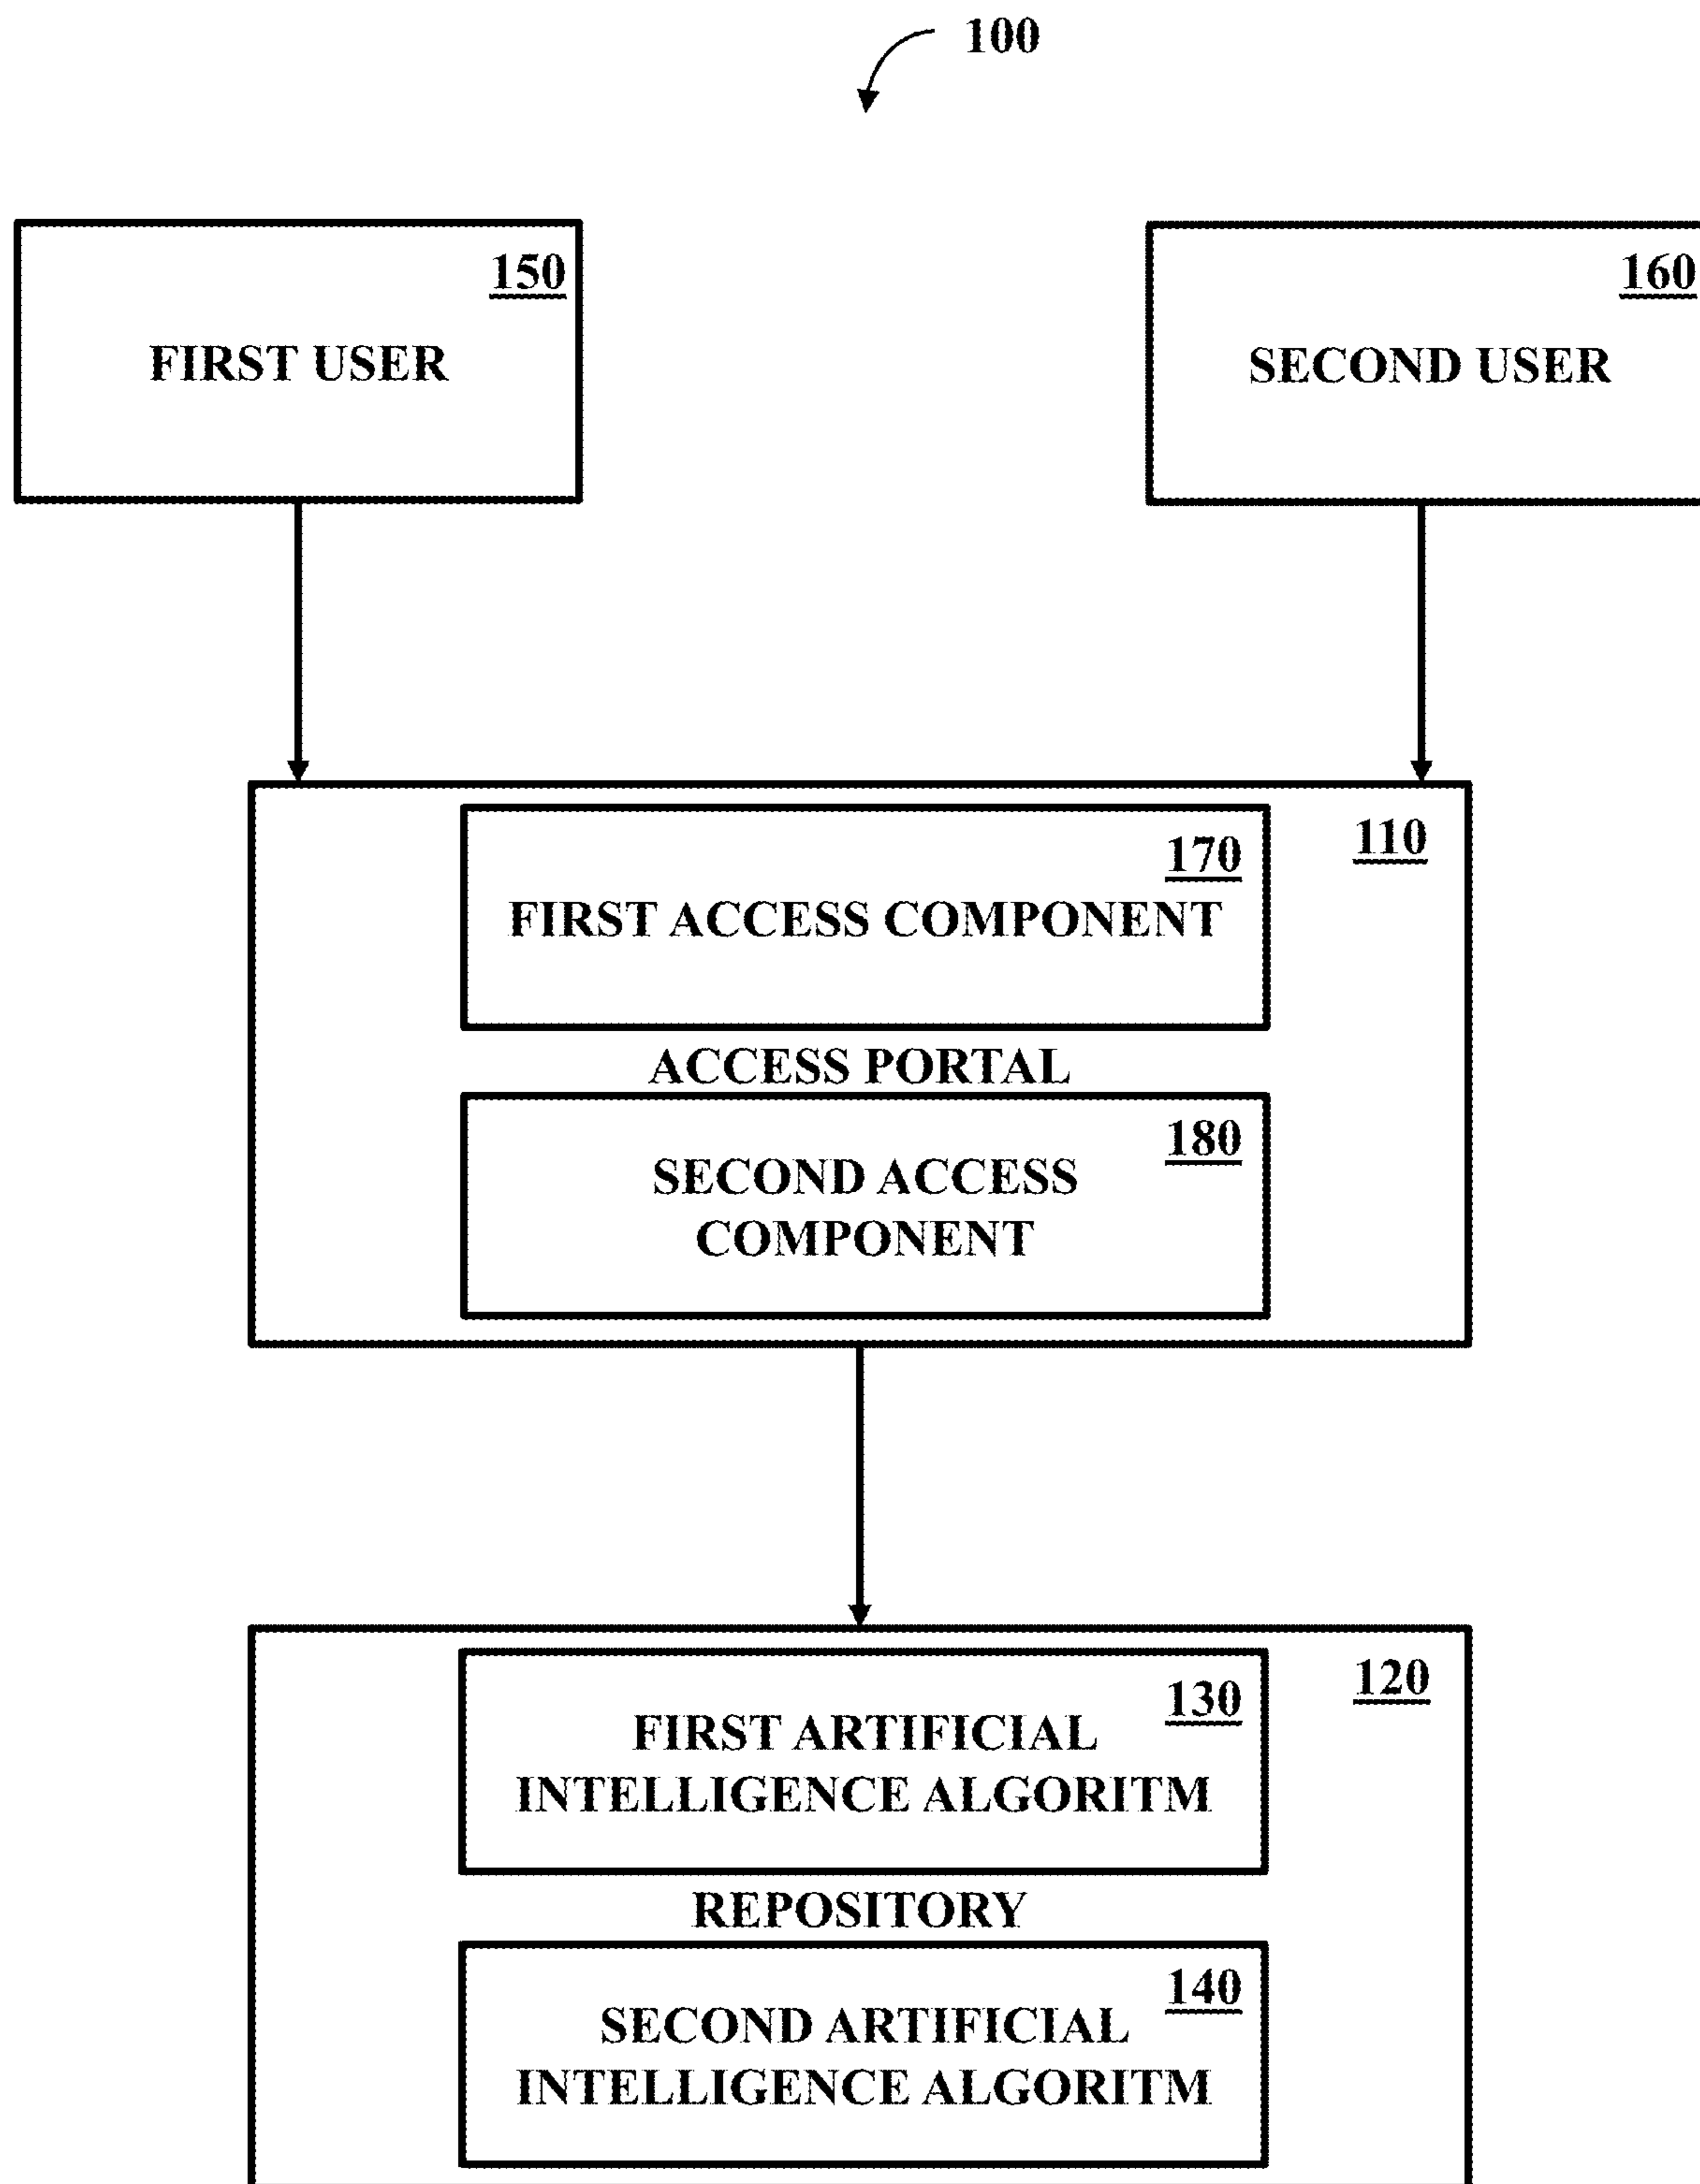 100
150
FIRST USER
160
SECOND USER
110
170
FIRST ACCESS COMPONENT
ACCESS PORTAL
180
SECOND ACCESS
COMPONENT
120
130
FIRST ARTIFICIAL
INTELLIGENCE ALGORITM
REPOSITORY
140
SECOND ARTIFICIAL
INTELLIGENCE ALGORITM